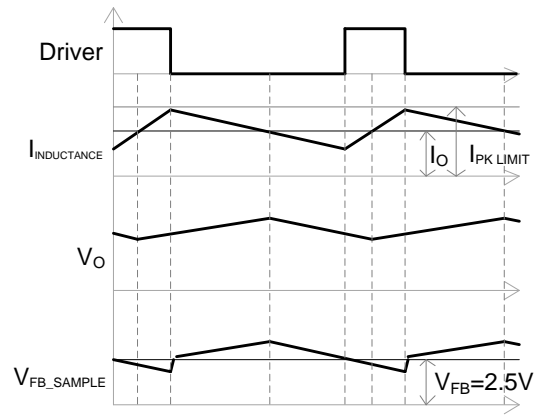 Driver
I_INDUCTANCE
I_O
I_PK LIMIT
V_O
V_FB_SAMPLE
V_FB=2.5V